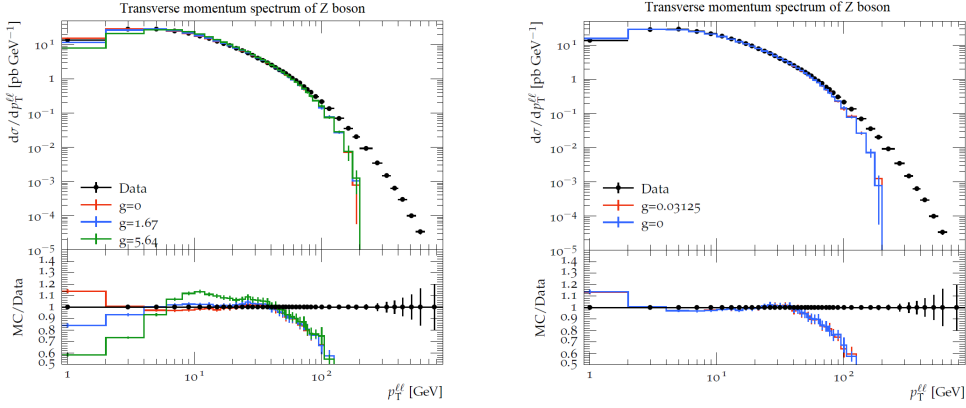 Transverse momentum spectrum of Z boson
dσ/dp_T^{ℓℓ} [pb GeV⁻¹]
10¹
1
10⁻¹
10⁻²
10⁻³
10⁻⁴
10⁻⁵
Data
g=0
g=1.67
g=5.64
MC/Data
1.4
1.3
1.2
1.1
1.0
0.9
0.8
0.7
0.6
0.5
1
10¹
10²
p_T^{ℓℓ} [GeV]
Transverse momentum spectrum of Z boson
dσ/dp_T^{ℓℓ} [pb GeV⁻¹]
10¹
1
10⁻¹
10⁻²
10⁻³
10⁻⁴
10⁻⁵
Data
g=0.03125
g=0
MC/Data
1.4
1.3
1.2
1.1
1.0
0.9
0.8
0.7
0.6
0.5
1
10¹
10²
p_T^{ℓℓ} [GeV]